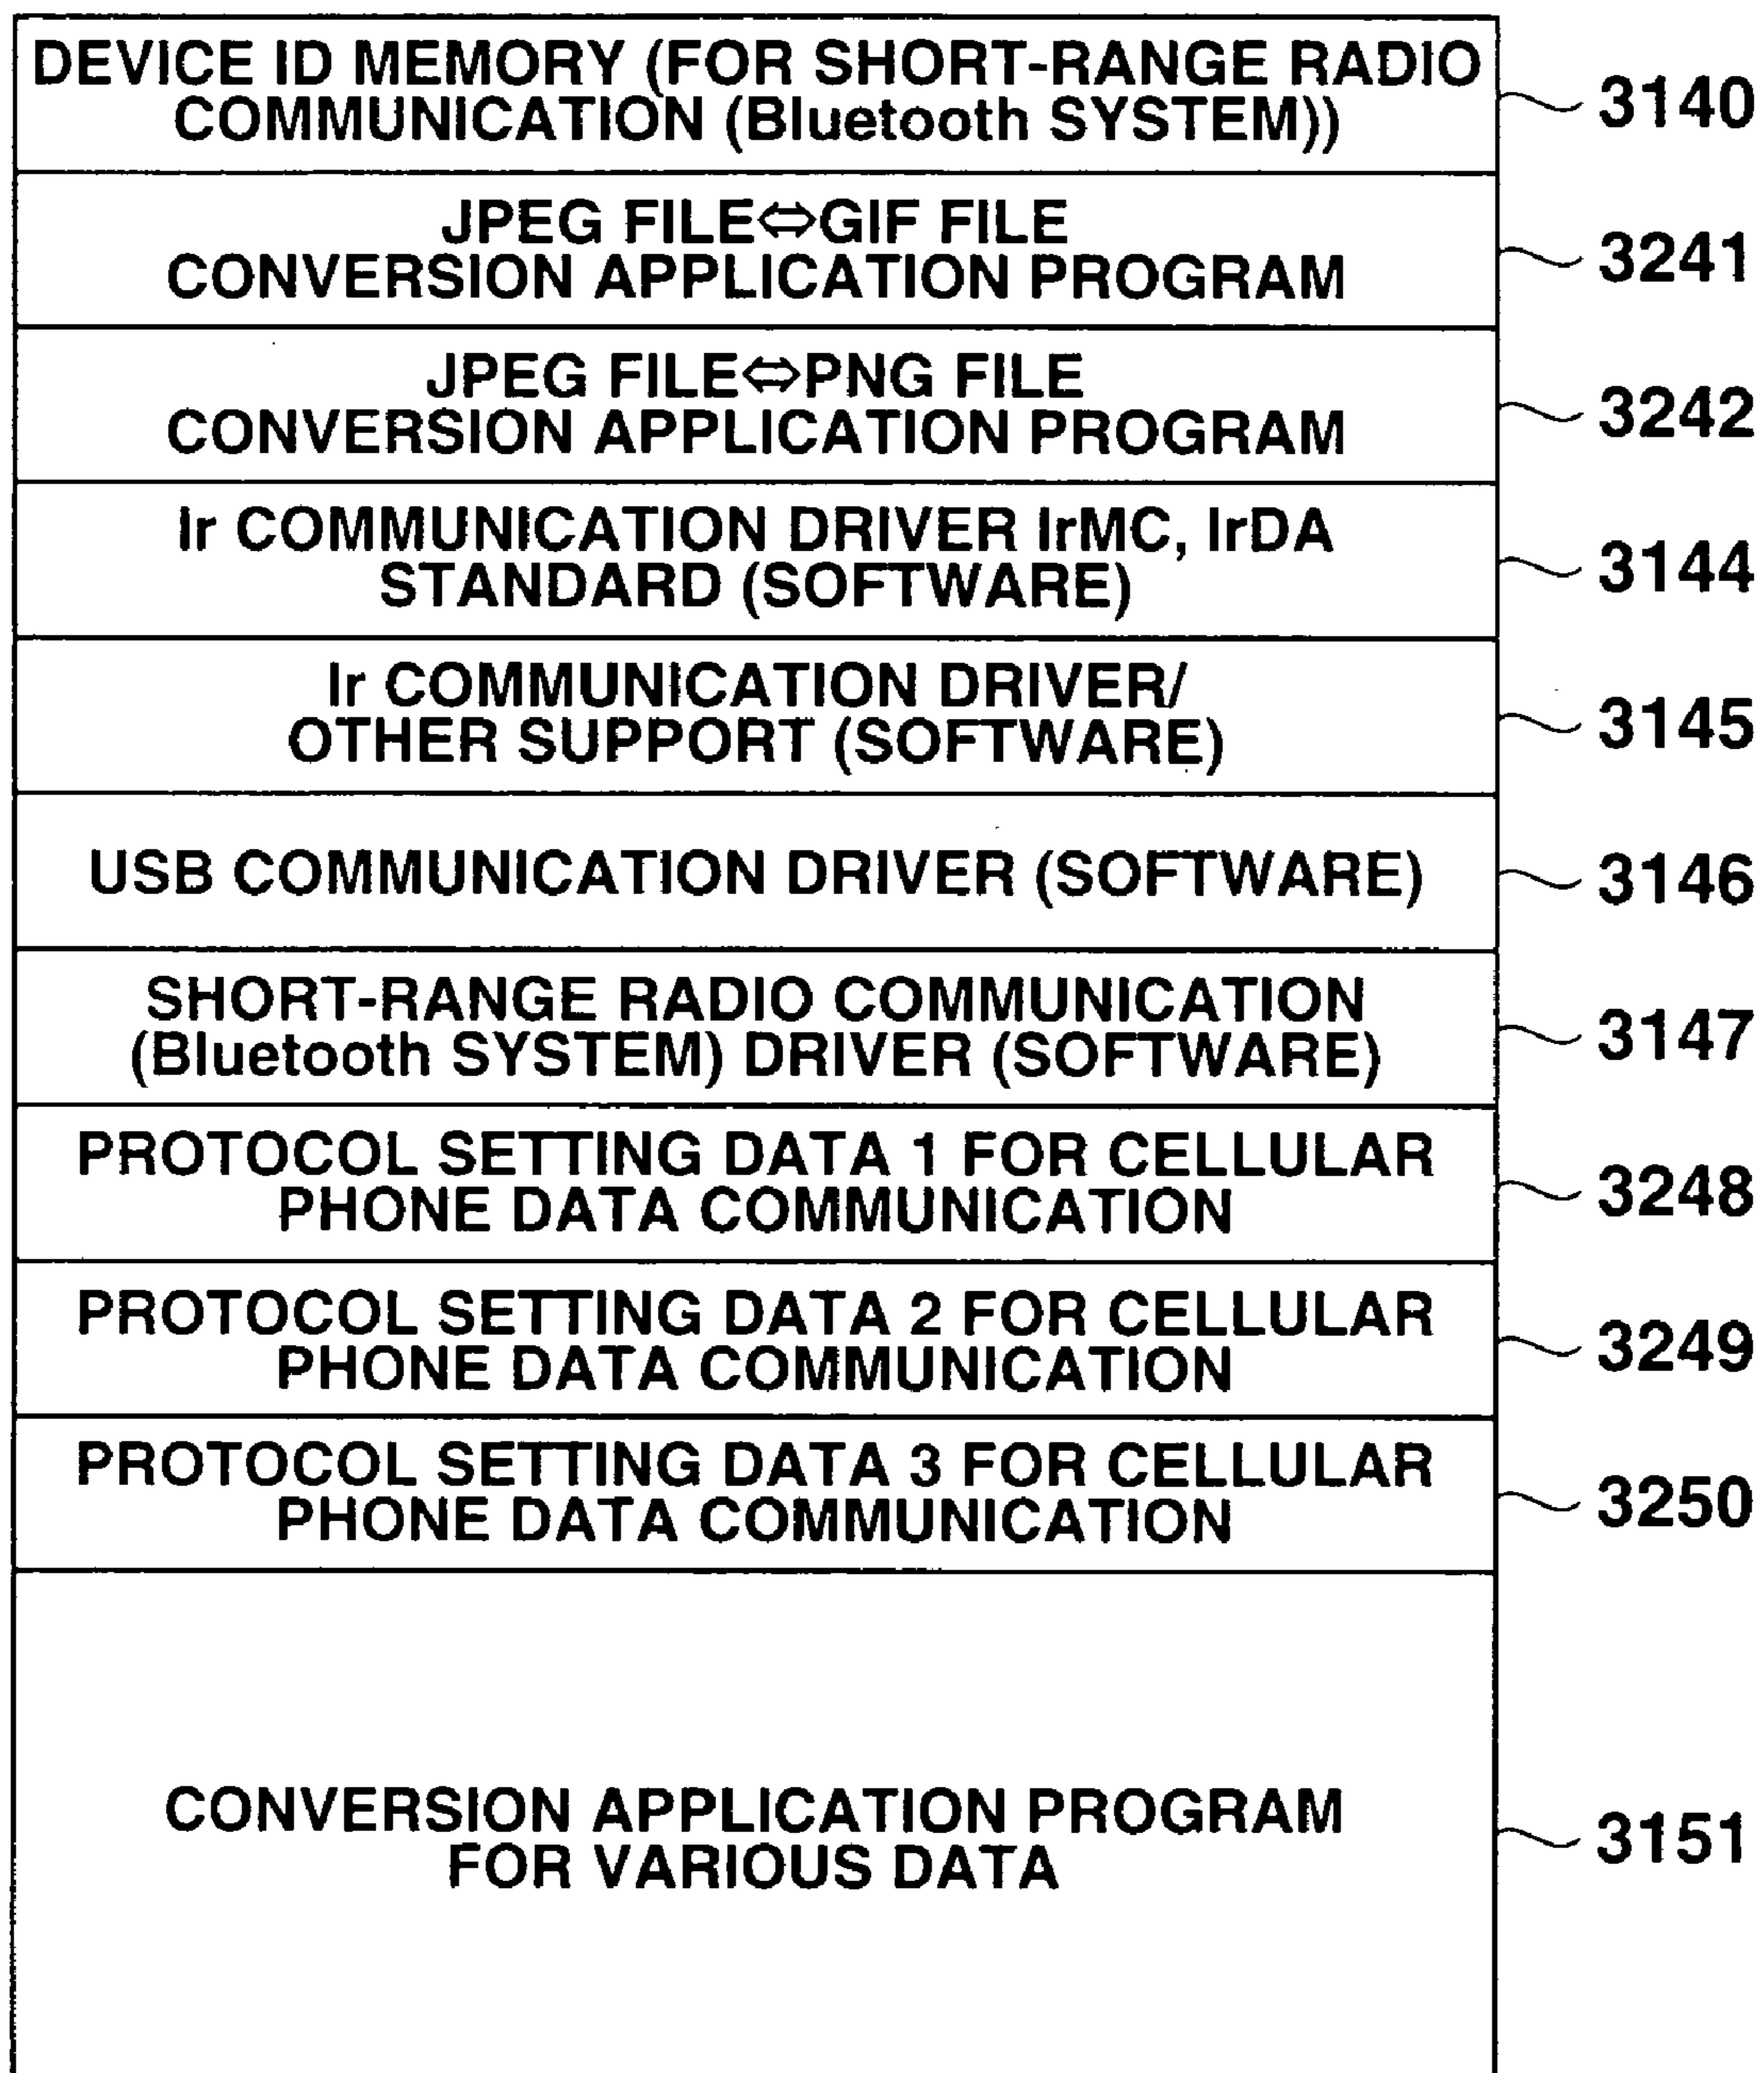 DEVICE ID MEMORY (FOR SHORT-RANGE RADIO
COMMUNICATION (Bluetooth SYSTEM))
3140
JPEG FILE⇔GIF FILE
CONVERSION APPLICATION PROGRAM
3241
JPEG FILE⇔PNG FILE
CONVERSION APPLICATION PROGRAM
3242
Ir COMMUNICATION DRIVER IrMC, IrDA
STANDARD (SOFTWARE)
3144
Ir COMMUNICATION DRIVER/
OTHER SUPPORT (SOFTWARE)
3145
USB COMMUNICATION DRIVER (SOFTWARE)
3146
SHORT-RANGE RADIO COMMUNICATION
(Bluetooth SYSTEM) DRIVER (SOFTWARE)
3147
PROTOCOL SETTING DATA 1 FOR CELLULAR
PHONE DATA COMMUNICATION
3248
PROTOCOL SETTING DATA 2 FOR CELLULAR
PHONE DATA COMMUNICATION
3249
PROTOCOL SETTING DATA 3 FOR CELLULAR
PHONE DATA COMMUNICATION
3250
CONVERSION APPLICATION PROGRAM
FOR VARIOUS DATA
3151